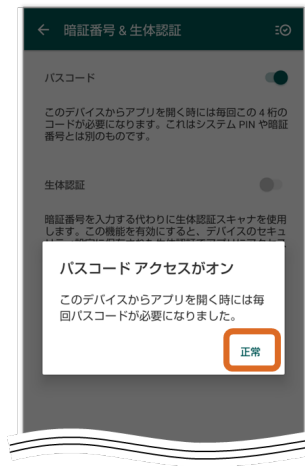 暗証番号 & 生体認証
パスコード
このデバイスからアプリを開く時には毎回この 4 桁の
コードが必要になります。これはシステム PIN や暗証
番号とは別のものです。
生体認証
暗証番号を入力する代わりに生体認証スキャナを使用
します。この機能を有効にすると、デバイスのセキュ
パスコード アクセスがオン
このデバイスからアプリを開く時には毎
回パスコードが必要になりました。
正常